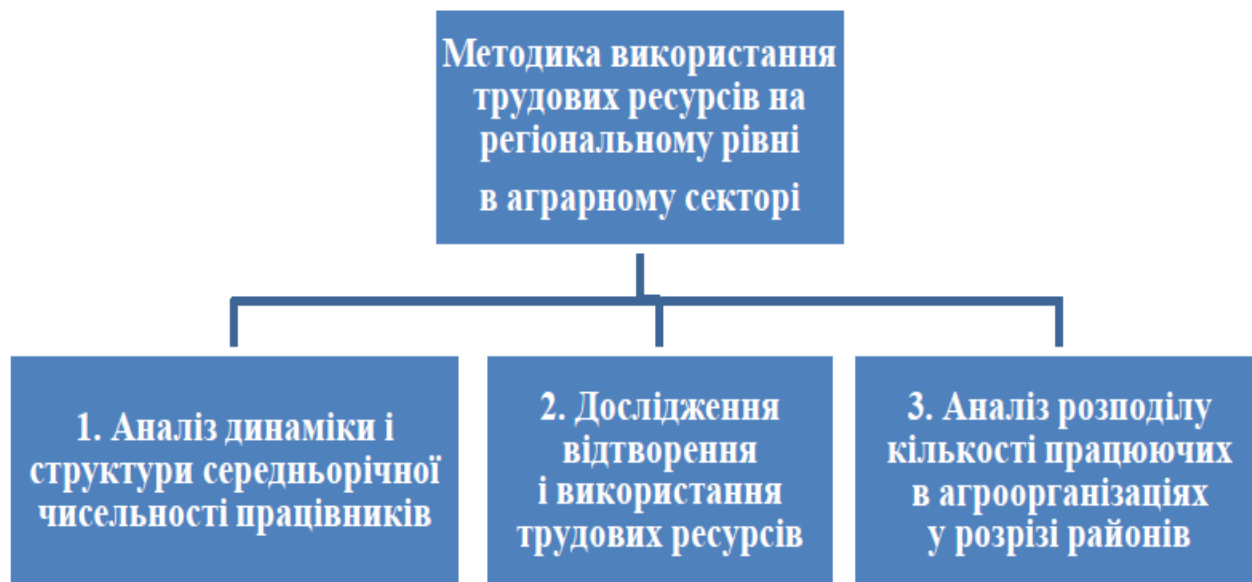 Методика використання
трудових ресурсів на
регіональному рівні
в аграрному секторі
1. Аналіз динаміки і
структури середньорічної
чисельності працівників
2. Дослідження
відтворення
і використання
трудових ресурсів
3. Аналіз розподілу
кількості працюючих
в агроорганізаціях
у розрізі районів